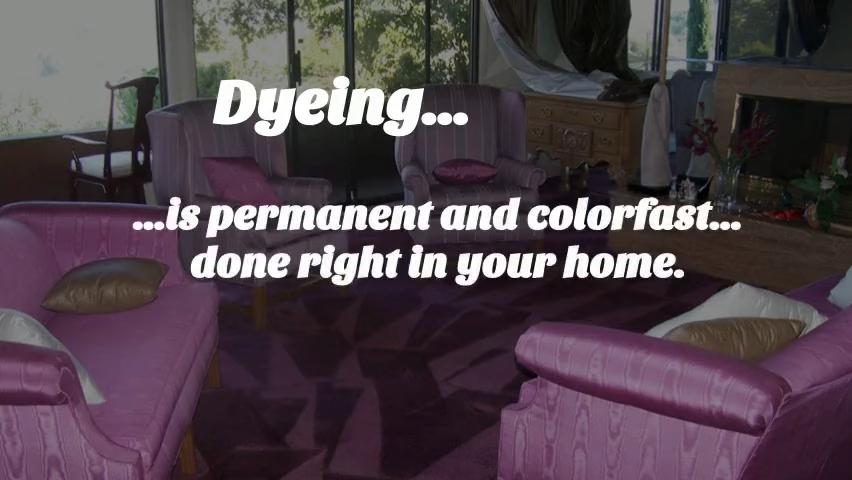 Dyeing...
...is permanent and colorfast...
done right in your home.